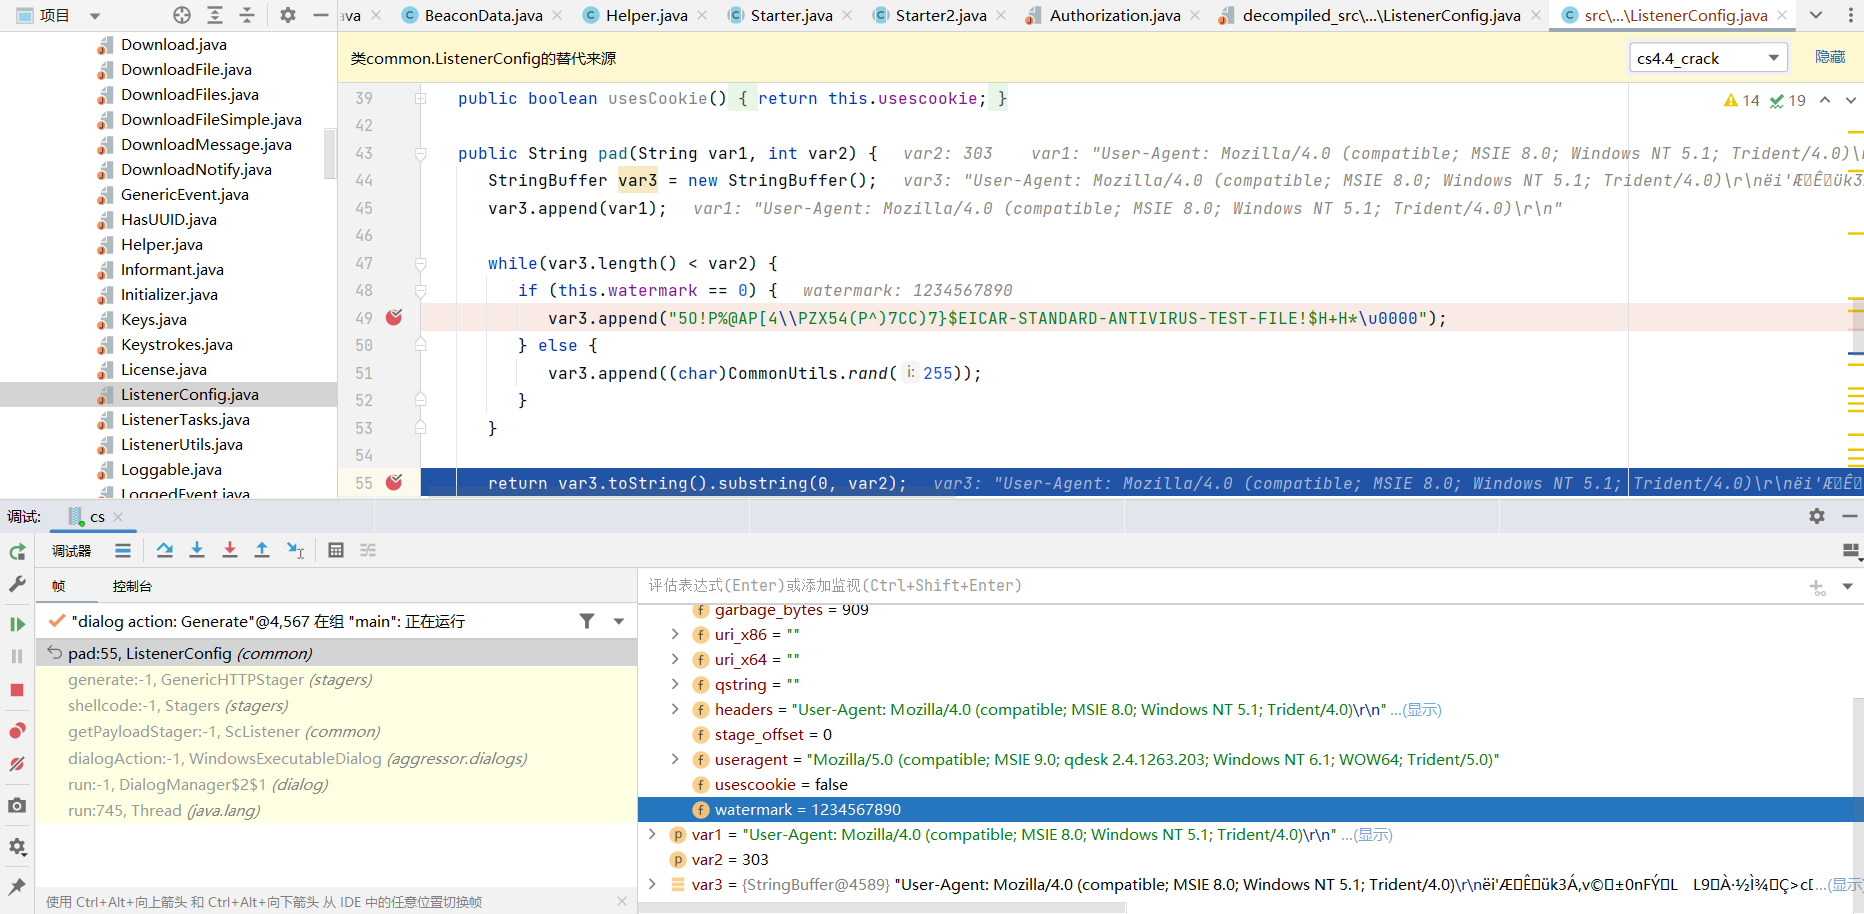 项目
ava
BeaconData.java
Helper.java
Starter.java
Starter2.java
Authorization.java
decompiled_src\...\ListenerConfig.java
src\...\ListenerConfig.java
Download.java
DownloadFile.java
DownloadFiles.java
DownloadFileSimple.java
DownloadMessage.java
DownloadNotify.java
GenericEvent.java
HasUUID.java
Helper.java
Informant.java
Initializer.java
Keys.java
Keystrokes.java
License.java
ListenerConfig.java
ListenerTasks.java
ListenerUtils.java
Loggable.java
LoggedEvent.java
类common.ListenerConfig的替代来源
cs4.4_crack
隐藏
14 19
39 public boolean usesCookie() { return this.usescookie; }
42
43 public String pad(String var1, int var2) { var2: 303 var1: "User-Agent: Mozilla/4.0 (compatible; MSIE 8.0; Windows NT 5.1; Trident/4.0)\r
44 StringBuffer var3 = new StringBuffer(); var3: "User-Agent: Mozilla/4.0 (compatible; MSIE 8.0; Windows NT 5.1; Trident/4.0)\r\nëi'Æ
45 var3.append(var1); var1: "User-Agent: Mozilla/4.0 (compatible; MSIE 8.0; Windows NT 5.1; Trident/4.0)\r\n"
46
47 while(var3.length() < var2) {
48 if (this.watermark == 0) { watermark: 1234567890
49 var3.append("5O!P%@AP[4\\PZX54(P^)7CC)7}$EICAR-STANDARD-ANTIVIRUS-TEST-FILE!$H+H*\u0000");
50 } else {
51 var3.append((char)CommonUtils.rand( i: 255));
52 }
53 }
54
55 return var3.toString().substring(0, var2); var3: "User-Agent: Mozilla/4.0 (compatible; MSIE 8.0; Windows NT 5.1; Trident/4.0)\r\nëi'Æ
调试:
cs
调试器
帧
控制台
"dialog action: Generate"@4,567 在组 "main": 正在运行
pad:55, ListenerConfig (common)
generate:-1, GenericHTTPStager (stagers)
shellcode:-1, Stagers (stagers)
getPayloadStager:-1, ScListener (common)
dialogAction:-1, WindowsExecutableDialog (aggressor.dialogs)
run:-1, DialogManager$2$1 (dialog)
run:745, Thread (java.lang)
使用 Ctrl+Alt+向上箭头 和 Ctrl+Alt+向下箭头 从 IDE 中的任意位置切换帧
评估表达式(Enter)或添加监视(Ctrl+Shift+Enter)
garbage_bytes = 909
uri_x86 = ""
uri_x64 = ""
qstring = ""
headers = "User-Agent: Mozilla/4.0 (compatible; MSIE 8.0; Windows NT 5.1; Trident/4.0)\r\n" ...(显示)
stage_offset = 0
useragent = "Mozilla/5.0 (compatible; MSIE 9.0; qdesk 2.4.1263.203; Windows NT 6.1; WOW64; Trident/5.0)"
usescookie = false
watermark = 1234567890
var1 = "User-Agent: Mozilla/4.0 (compatible; MSIE 8.0; Windows NT 5.1; Trident/4.0)\r\n" ...(显示)
var2 = 303
var3 = {StringBuffer@4589} "User-Agent: Mozilla/4.0 (compatible; MSIE 8.0; Windows NT 5.1; Trident/4.0)\r\nëi'Æ ...(显示)